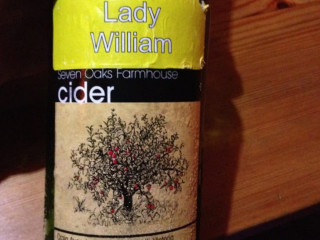 Lady
William
Seven Oaks Farmhouse
cider